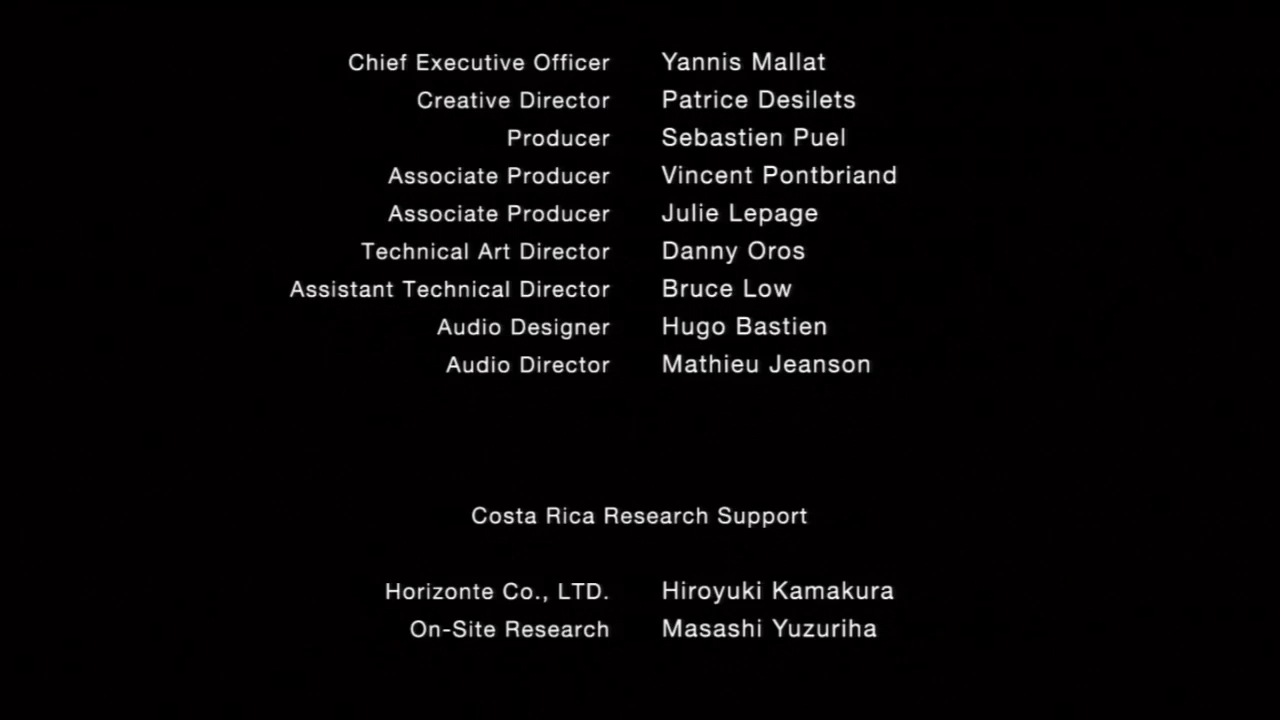 Chief Executive Officer Yannis Mallat
Creative Director Patrice Desilets
Producer Sebastien Puel
Associate Producer Vincent Pontbriand
Associate Producer Julie Lepage
Technical Art Director Danny Oros
Assistant Technical Director Bruce Low
Audio Designer Hugo Bastien
Audio Director Mathieu Jeanson
Costa Rica Research Support
Horizonte Co., LTD. Hiroyuki Kamakura
On-Site Research Masashi Yuzuriha